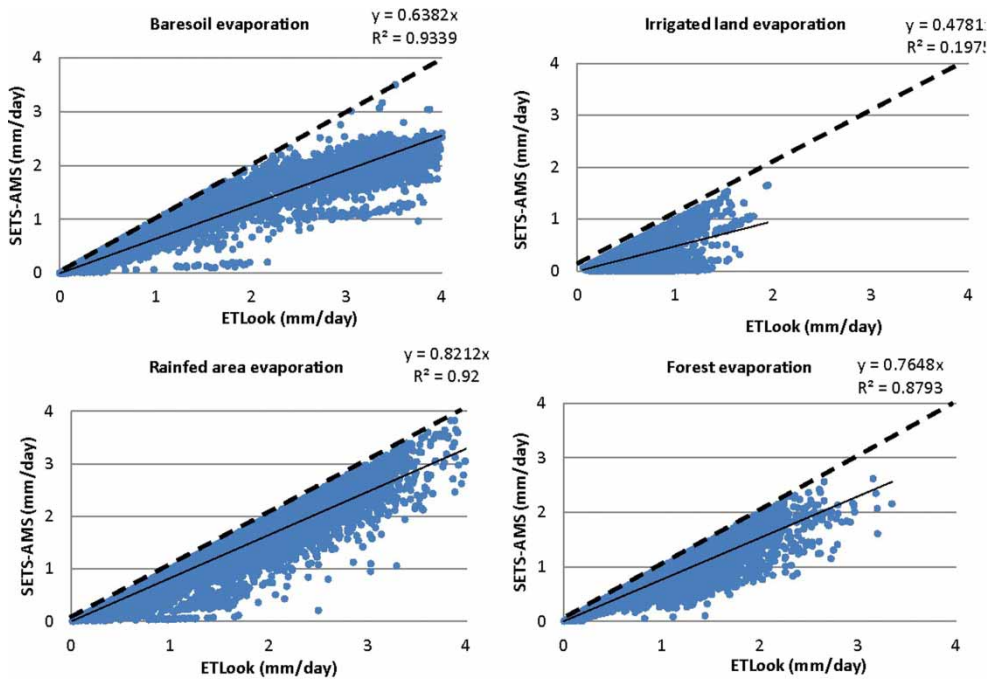 Baresoil evaporation
y = 0.6382x
R² = 0.9339
SETS-AMS (mm/day)
4
3
2
1
0
0 1 2 3 4
ETLook (mm/day)
Irrigated land evaporation
y = 0.4781
R² = 0.197
SETS-AMS (mm/day)
4
3
2
1
0
0 1 2 3 4
ETLook (mm/day)
Rainfed area evaporation
y = 0.8212x
R² = 0.92
SETS-AMS (mm/day)
4
3
2
1
0
0 1 2 3 4
ETLook (mm/day)
Forest evaporation
y = 0.7648x
R² = 0.8793
SETS-AMS (mm/day)
4
3
2
1
0
0 1 2 3 4
ETLook (mm/day)